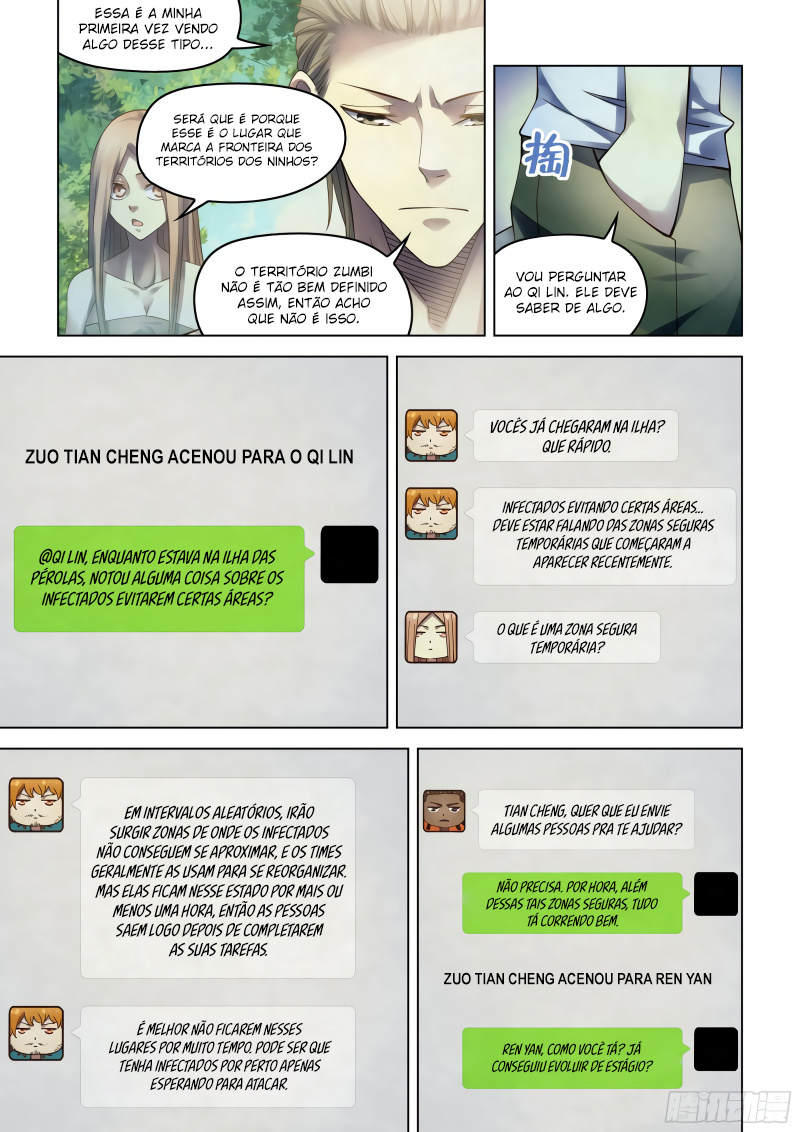 ESSA É A MINHA
PRIMEIRA VEZ VENDO
ALGO DESSE TIPO...
SERÁ QUE É PORQUE
ESSE É O LUGAR QUE
MARCA A FRONTEIRA DOS
TERRITÓRIOS DOS NINHOS?
O TERRITÓRIO ZUMBI
NÃO É TÃO BEM DEFINIDO
ASSIM, ENTÃO ACHO
QUE NÃO É ISSO.
掏
VOU PERGUNTAR
AO QI LIN. ELE DEVE
SABER DE ALGO.
ZUO TIAN CHENG ACENOU PARA O QI LIN
@QI LIN, ENQUANTO ESTAVA NA ILHA DAS
PÉROLAS, NOTOU ALGUMA COISA SOBRE OS
INFECTADOS EVITAREM CERTAS ÁREAS?
VOCÊS JÁ CHEGARAM NA ILHA?
QUE RÁPIDO.
INFECTADOS EVITANDO CERTAS ÁREAS...
DEVE ESTAR FALANDO DAS ZONAS SEGURAS
TEMPORÁRIAS QUE COMEÇARAM A
APARECER RECENTEMENTE.
O QUE É UMA ZONA SEGURA
TEMPORÁRIA?
EM INTERVALOS ALEATÓRIOS, IRÃO
SURGIR ZONAS DE ONDE OS INFECTADOS
NÃO CONSEGUEM SE APROXIMAR, E OS TIMES
GERALMENTE AS USAM PARA SE REORGANIZAR.
MAS ELAS FICAM NESSE ESTADO POR MAIS OU
MENOS UMA HORA, ENTÃO AS PESSOAS
SAEM LOGO DEPOIS DE COMPLETAREM
AS SUAS TAREFAS.
É MELHOR NÃO FICAREM NESSES
LUGARES POR MUITO TEMPO. PODE SER QUE
TENHA INFECTADOS POR PERTO APENAS
ESPERANDO PARA ATACAR.
TIAN CHENG, QUER QUE EU ENVIE
ALGUMAS PESSOAS PRA TE AJUDAR?
NÃO PRECISA. POR HORA, ALÉM
DESSAS TAIS ZONAS SEGURAS, TUDO
TÁ CORRENDO BEM.
ZUO TIAN CHENG ACENOU PARA REN YAN
REN YAN, COMO VOCÊ TÁ? JÁ
CONSEGUIU EVOLUIR DE ESTÁGIO?
腾讯动漫